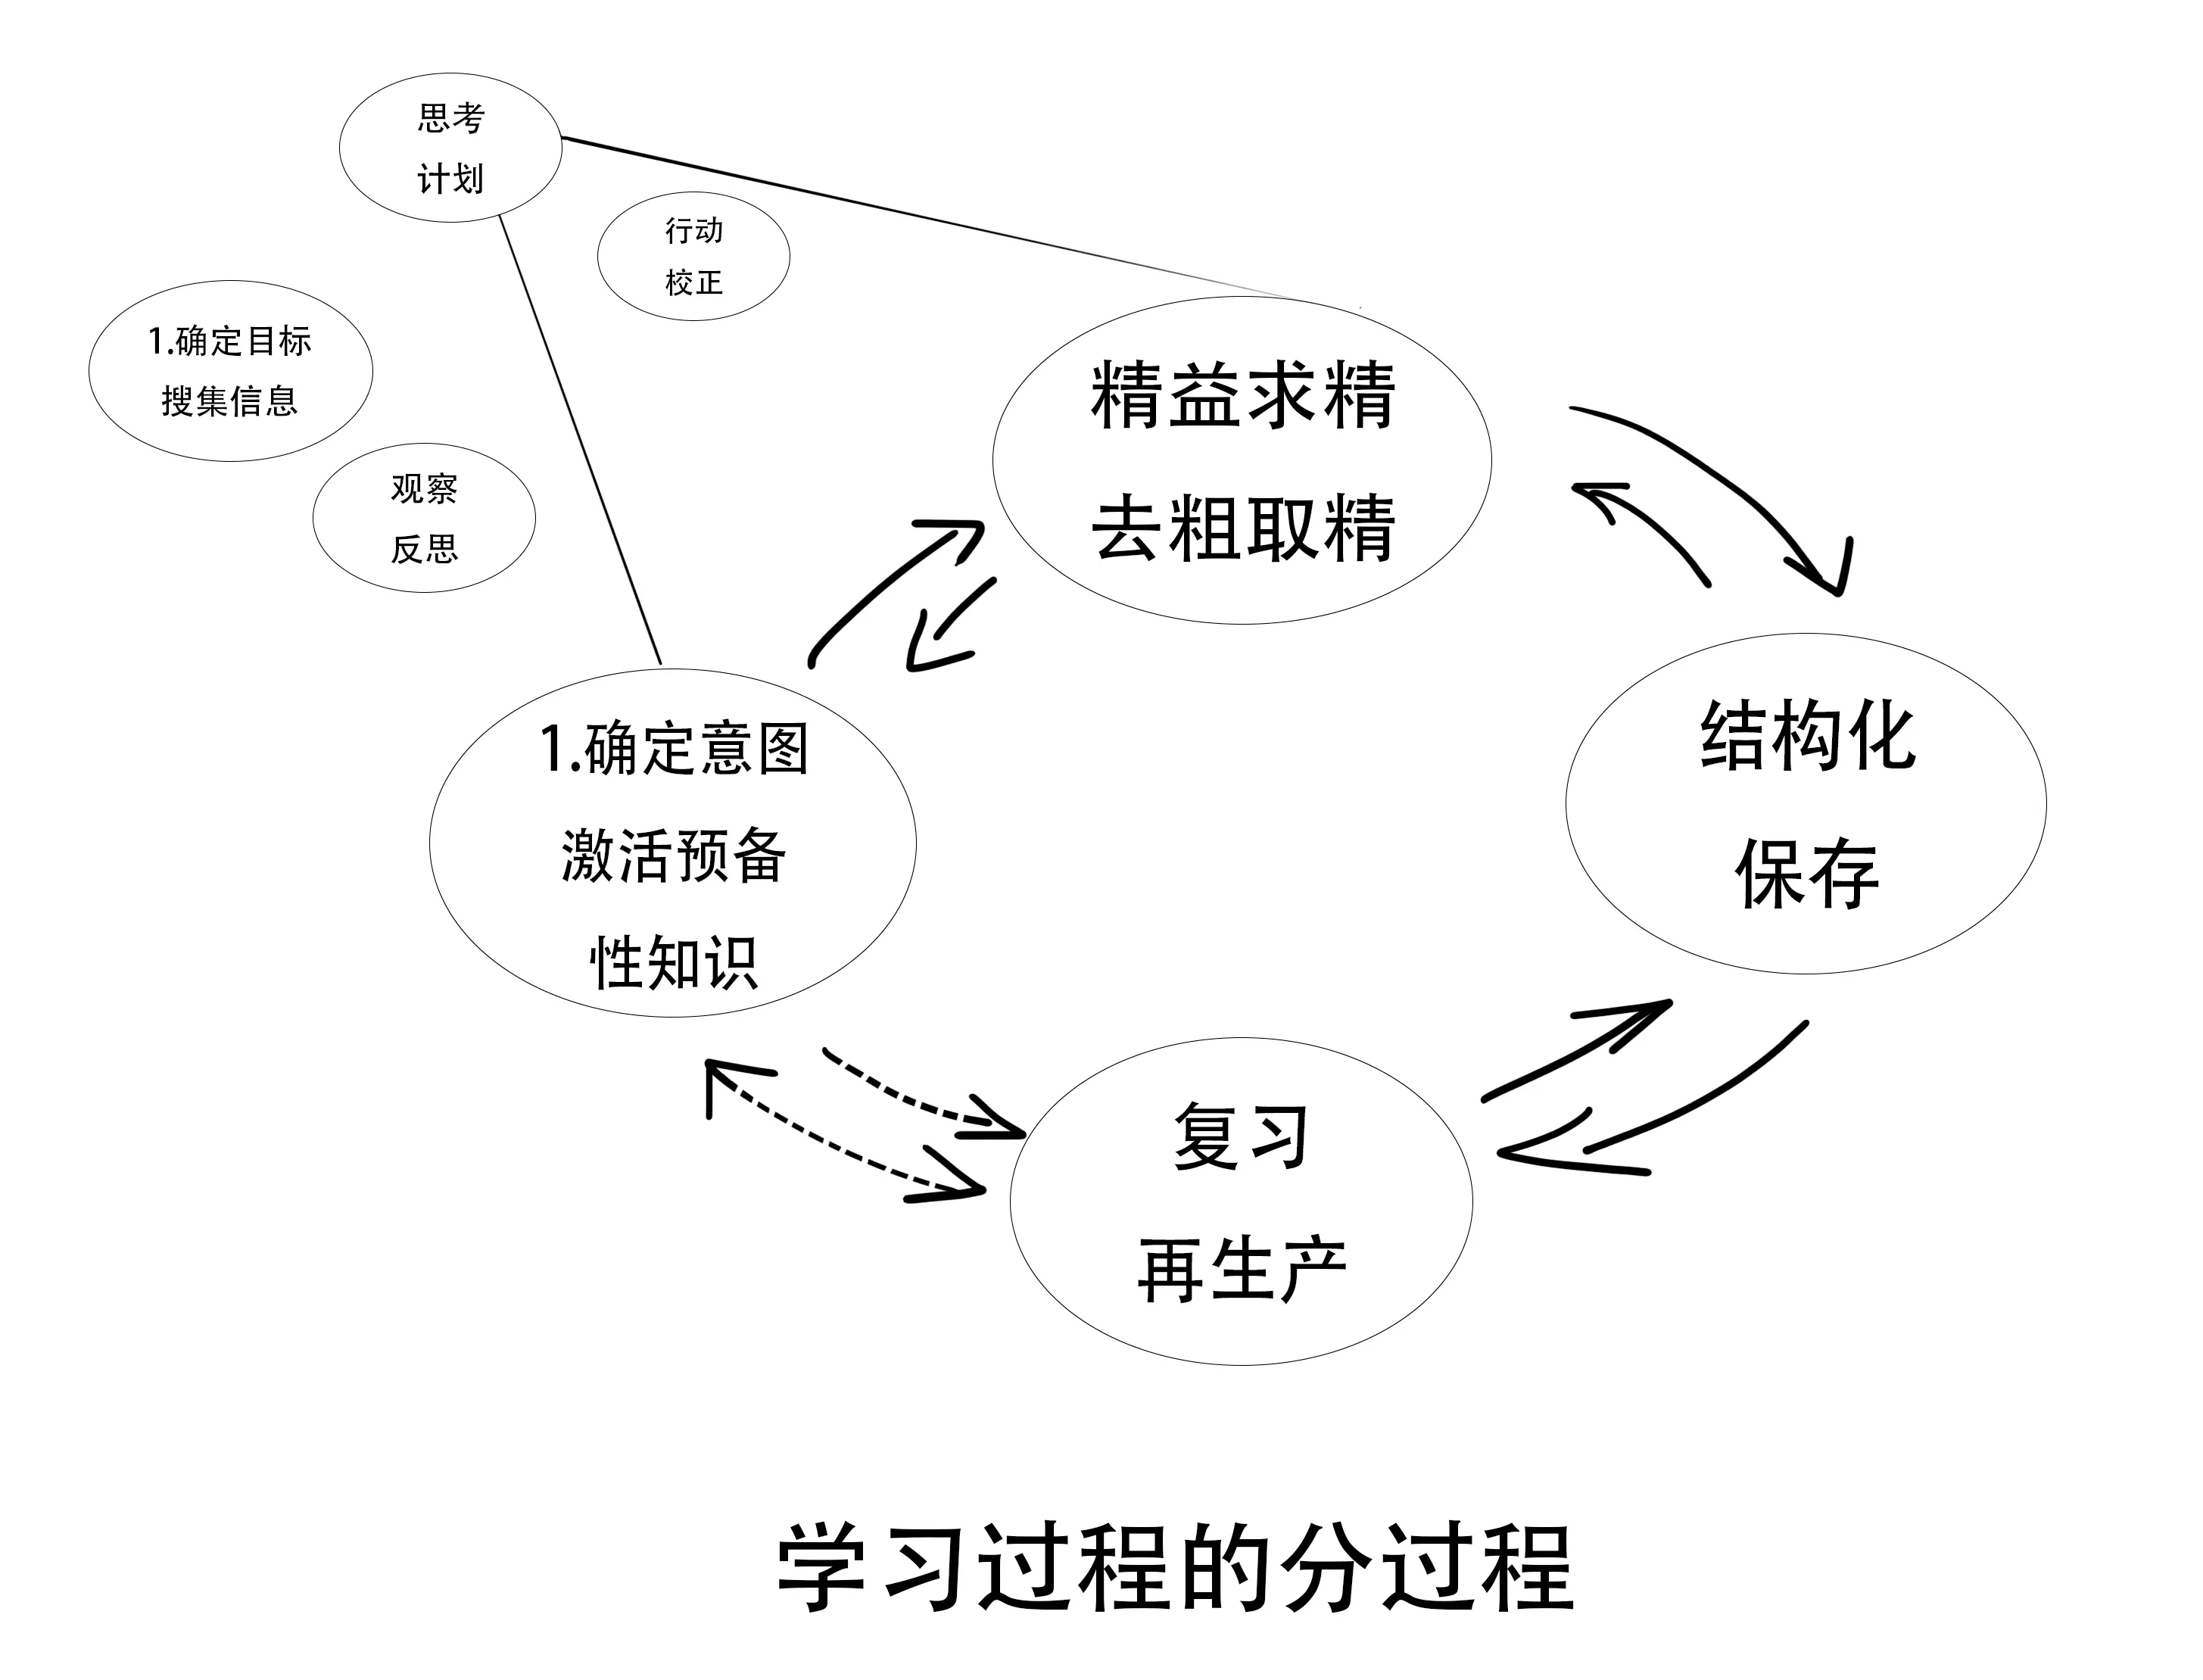 思考
计划
行动
校正
1.确定目标
搜集信息
观察
反思
精益求精
去粗取精
1.确定意图
激活预备
性知识
结构化
保存
复习
再生产
学习过程的分过程